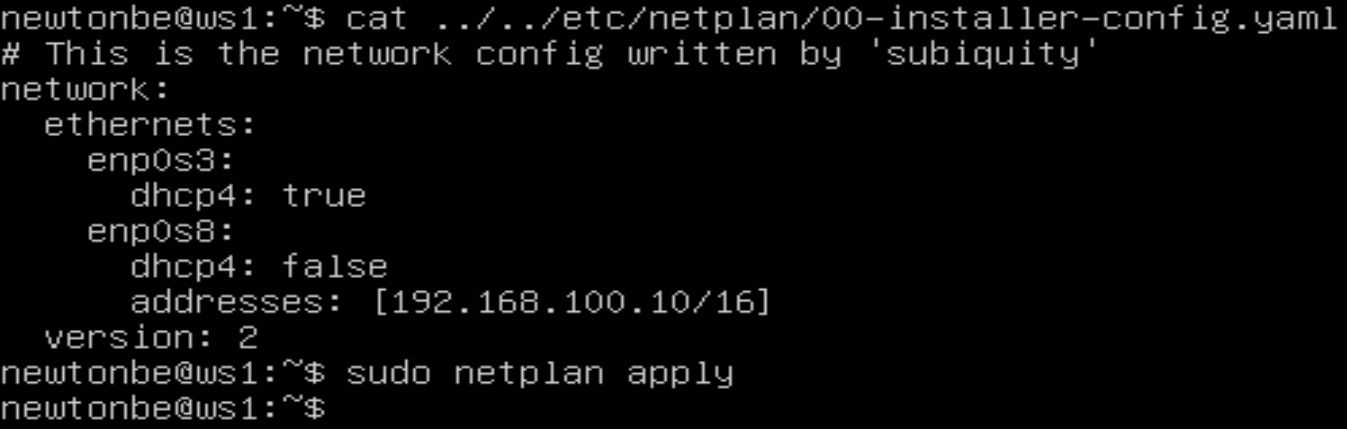 newtonbe@ws1:~$ cat ../../etc/netplan/00-installer-config.yaml
# This is the network config written by 'subiquity'
network:
  ethernets:
    enp0s3:
      dhcp4: true
    enp0s8:
      dhcp4: false
      addresses: [192.168.100.10/16]
  version: 2
newtonbe@ws1:~$ sudo netplan apply
newtonbe@ws1:~$